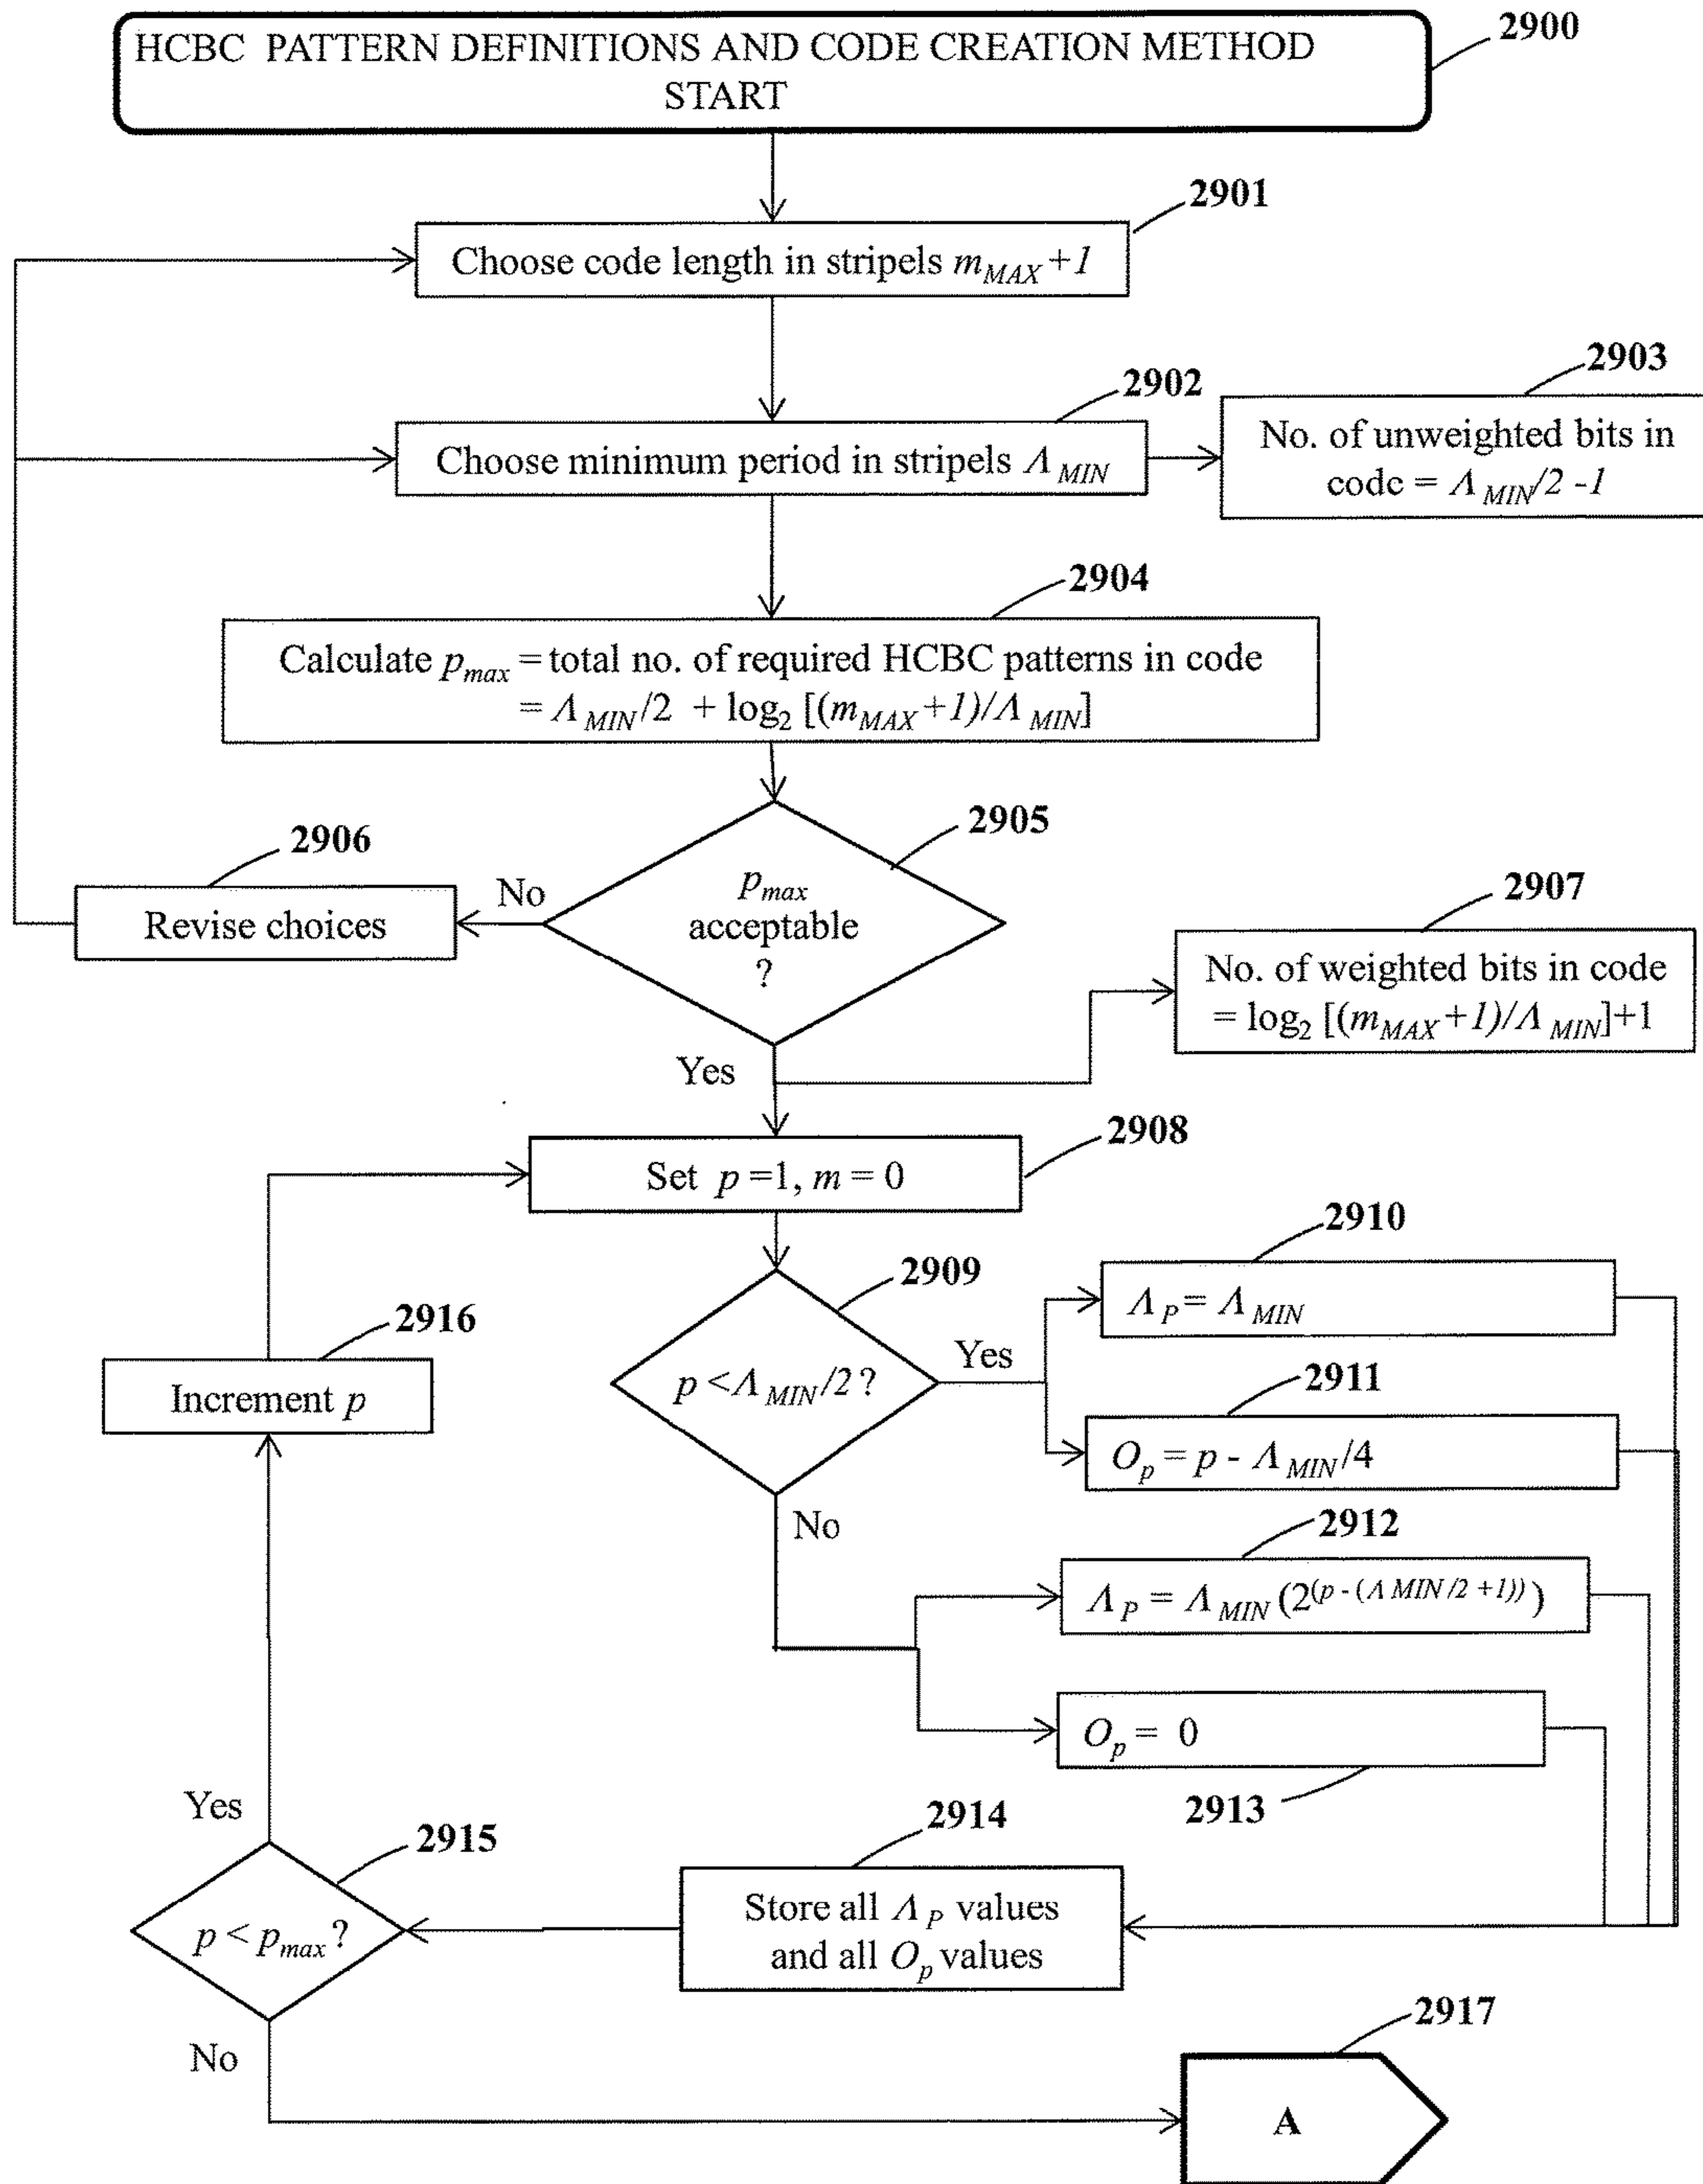 HCBC PATTERN DEFINITIONS AND CODE CREATION METHOD
START
2900
2901
Choose code length in stripels m_MAX+1
2902
Choose minimum period in stripels Λ_MIN
2903
No. of unweighted bits in
code = Λ_MIN/2 -1
2904
Calculate p_max = total no. of required HCBC patterns in code
= Λ_MIN/2 + log₂ [(m_MAX+1)/Λ_MIN]
2905
p_max
acceptable
?
No
2906
Revise choices
2907
No. of weighted bits in code
= log₂ [(m_MAX+1)/Λ_MIN]+1
Yes
2908
Set p =1, m = 0
2909
p <Λ_MIN/2 ?
Yes
2910
Λ_P = Λ_MIN
2911
O_p = p - Λ_MIN/4
No
2912
Λ_P = Λ_MIN (2^(p - (Λ MIN/2 +1)))
2913
O_p = 0
2914
Store all Λ_P values
and all O_p values
2915
p < p_max ?
Yes
2916
Increment p
No
2917
A